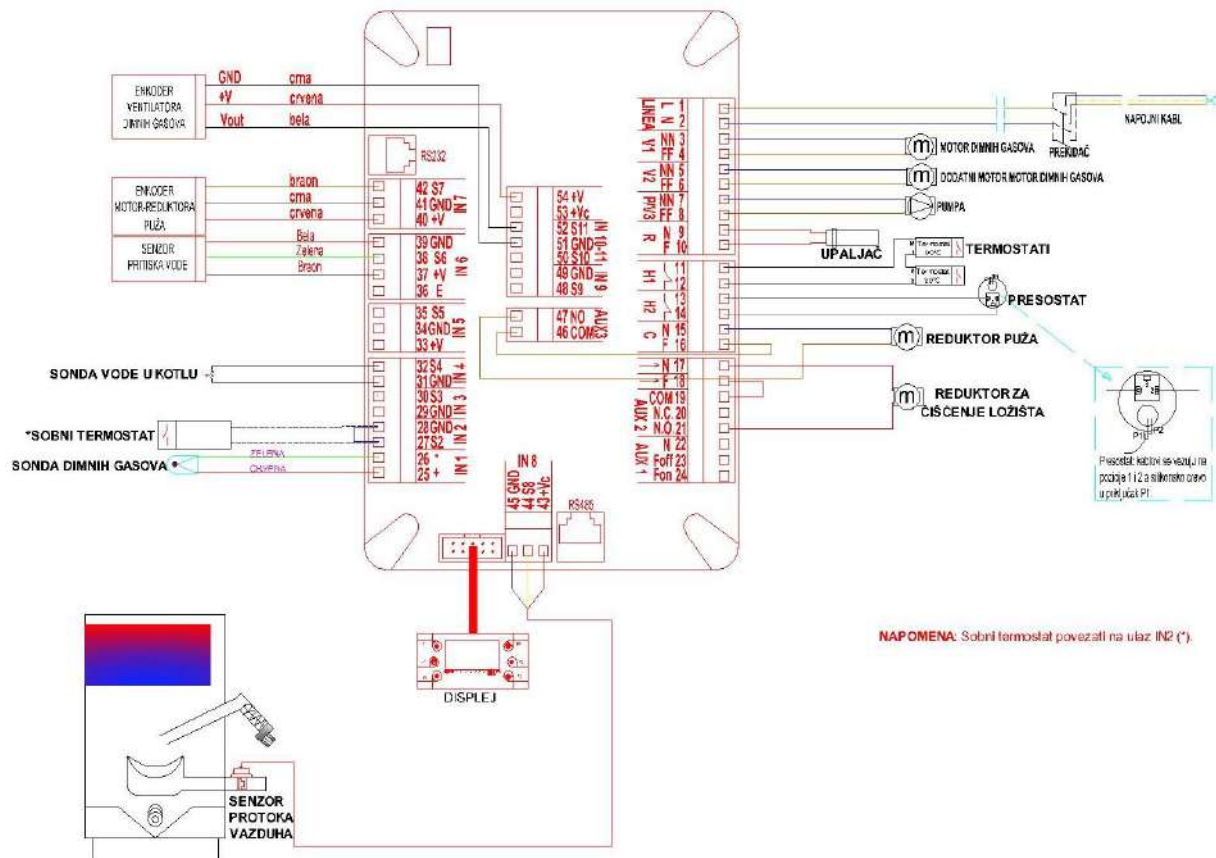 ENKODER
VENTILATORA
DIMNIH GASOVA
GND crna
+V crvena
Vout bela
ENKODER
MOTOR-REDUKTORA
PUŽA
braon
crna
crvena
SENZOR
PRITISKA VODE
Bela
Zelena
Braon
SONDA VODE U KOTLU
*SOBNI TERMOSTAT
SONDA DIMNIH GASOVA
ZELENA
CRVENA
RS232
42 S7
41 GND
40 +V
IN 7
39 GND
38 S6
37 +V
36 E
IN 6
35 S5
34 GND
33 +V
IN 5
32 S4
31 GND
IN 4
30 S3
29 GND
IN 3
28 GND
27 S2
IN 2
26 *
25 +
IN 1
54 +V
53 +Vc
52 S11
51 GND
50 S10
IN 10-11
49 GND
48 S9
IN 9
47 NO
46 COM
AUX3
IN 8
45 GND
44 S8
43 +Vc
RS485
LINEA
L 1
N 2
V1
NN 3
FF 4
V2
NN 5
FF 6
P/V3
NN 7
FF 8
R
N 9
F 10
H1
11
12
H2
13
14
C
N 15
F 16
N 17
F 18
COM 19
N.C. 20
N.O. 21
AUX 2
N 22
Foff 23
Fon 24
AUX 1
NAPOJNI KABL
PREKIDAČ
m MOTOR DIMNIH GASOVA
m DODATNI MOTOR MOTOR DIMNIH GASOVA
PUMPA
UPALJAČ
Termostat
90°C
TERMOSTATI
PRESOSTAT
m REDUKTOR PUŽA
m REDUKTOR ZA
ČIŠĆENJE LOŽIŠTA
P1
P2
Presostat: kablovi se vezuju na
pozicije 1 i 2 a silikonsko crevo
u priključak P1.
DISPLEJ
NAPOMENA: Sobni termostat povezati na ulaz IN2 (*).
SENZOR
PROTOKA
VAZDUHA